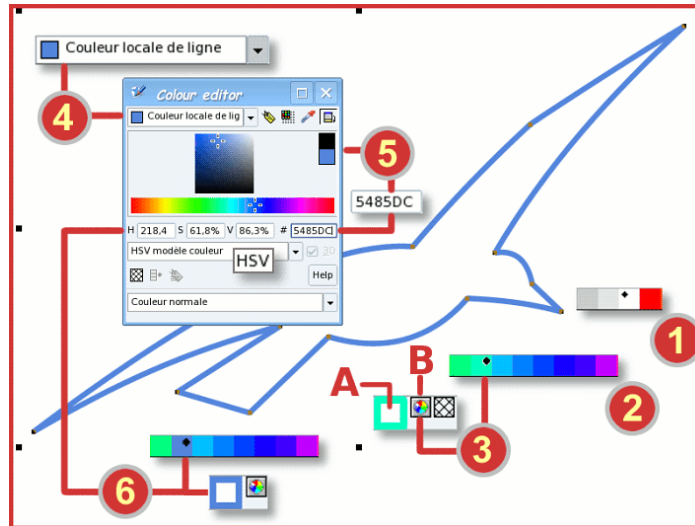 Couleur locale de ligne
4
Colour editor
Couleur locale de lig
5
5485DC
H 218,4 S 61,8% V 86,3% # 5485DC
HSV modèle couleur
3D
HSV
Help
Couleur normale
1
A
B
2
3
6